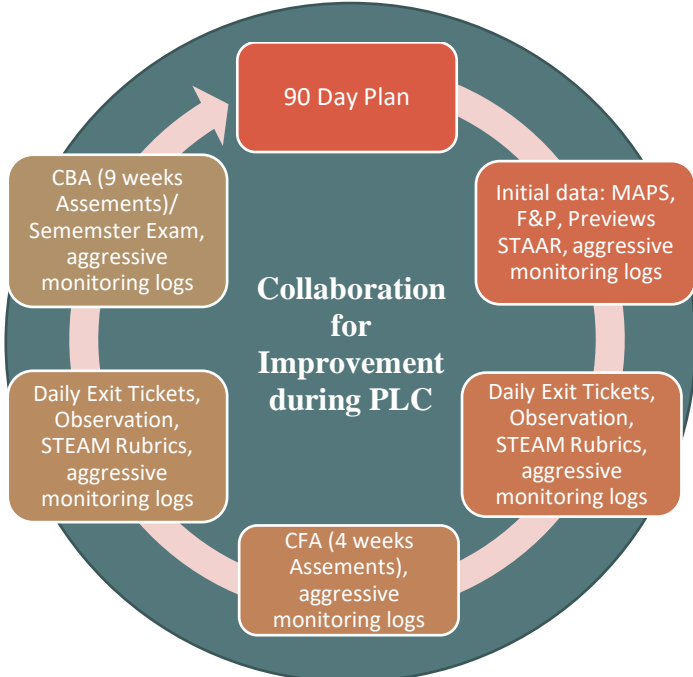 90 Day Plan
Initial data: MAPS,
F&P, Previews
STAAR, aggressive
monitoring logs
Daily Exit Tickets,
Observation,
STEAM Rubrics,
aggressive
monitoring logs
CFA (4 weeks
Assements),
aggressive
monitoring logs
Daily Exit Tickets,
Observation,
STEAM Rubrics,
aggressive
monitoring logs
CBA (9 weeks
Assements)/
Sememster Exam,
aggressive
monitoring logs
Collaboration
for
Improvement
during PLC